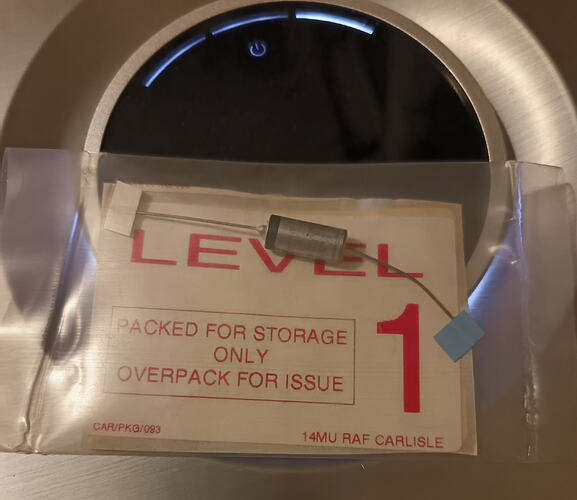 LEVEL
1
PACKED FOR STORAGE
ONLY
OVERPACK FOR ISSUE
CAR/PKG/093
14MU RAF CARLISLE